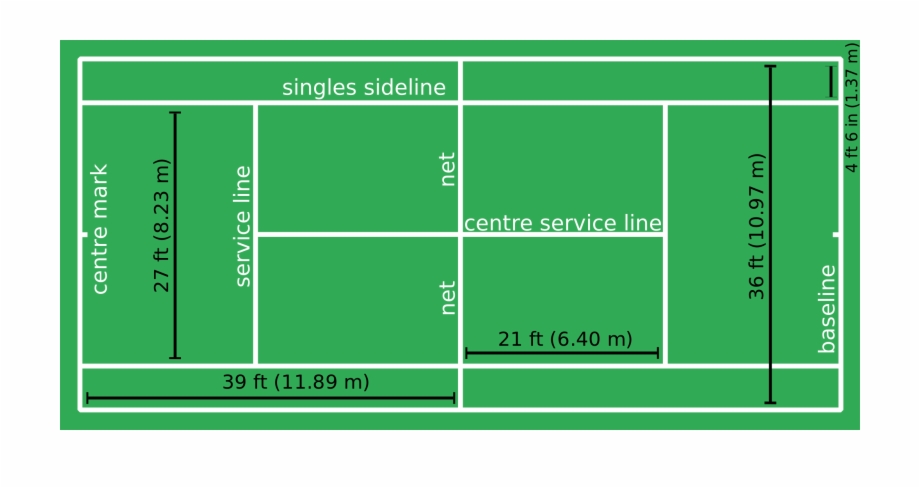 singles sideline
4 ft 6 in (1.37 m)
centre mark
27 ft (8.23 m)
service line
net
centre service line
36 ft (10.97 m)
net
baseline
21 ft (6.40 m)
39 ft (11.89 m)